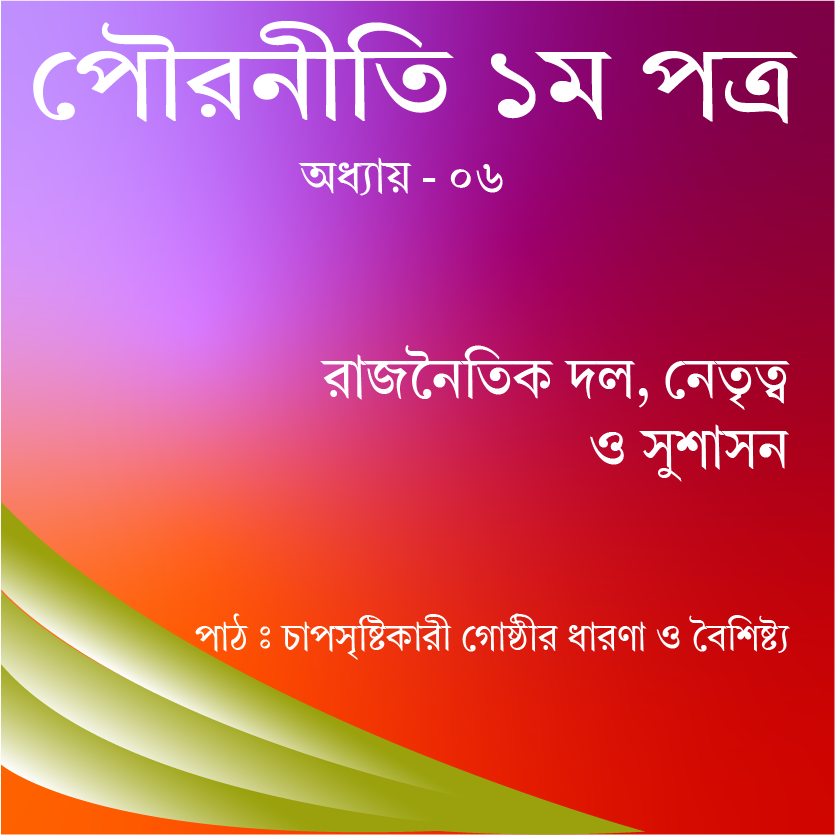 পৌরনীতি ১ম পত্র
অধ্যায় - ০৬
রাজনৈতিক দল, নেতৃত্ব
ও সুশাসন
পাঠ ঃ চাপসৃষ্টিকারী গোষ্ঠীর ধারণা ও বৈশিষ্ট্য